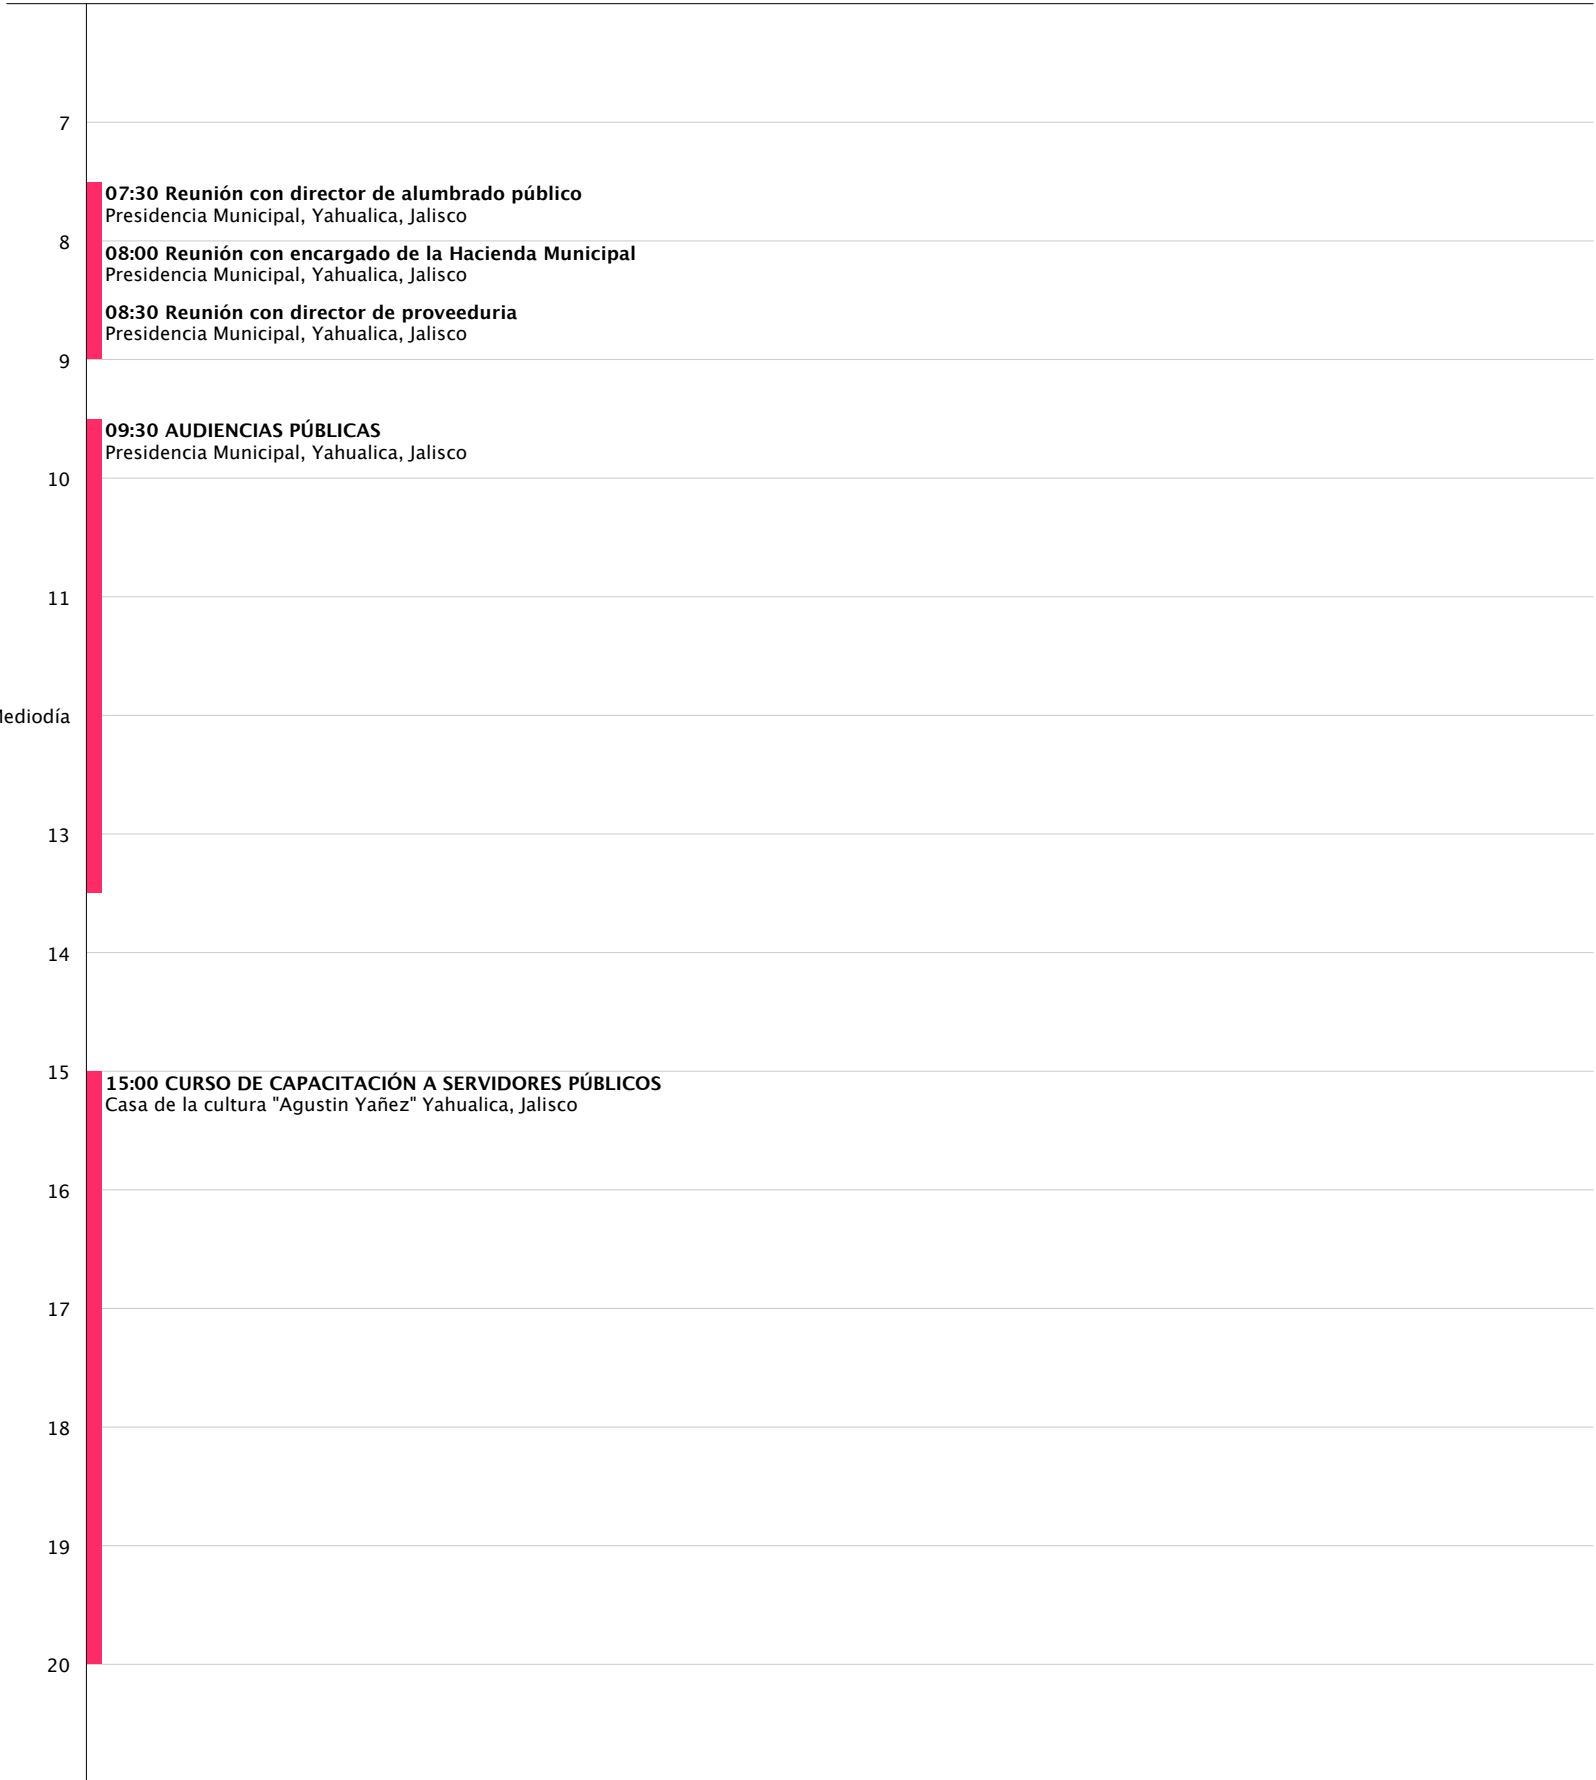 7
07:30 Reunión con director de alumbrado público
Presidencia Municipal, Yahualica, Jalisco
8
08:00 Reunión con encargado de la Hacienda Municipal
Presidencia Municipal, Yahualica, Jalisco
08:30 Reunión con director de proveeduria
Presidencia Municipal, Yahualica, Jalisco
9
09:30 AUDIENCIAS PÚBLICAS
Presidencia Municipal, Yahualica, Jalisco
10
11
Mediodía
13
14
15
15:00 CURSO DE CAPACITACIÓN A SERVIDORES PÚBLICOS
Casa de la cultura "Agustin Yañez" Yahualica, Jalisco
16
17
18
19
20